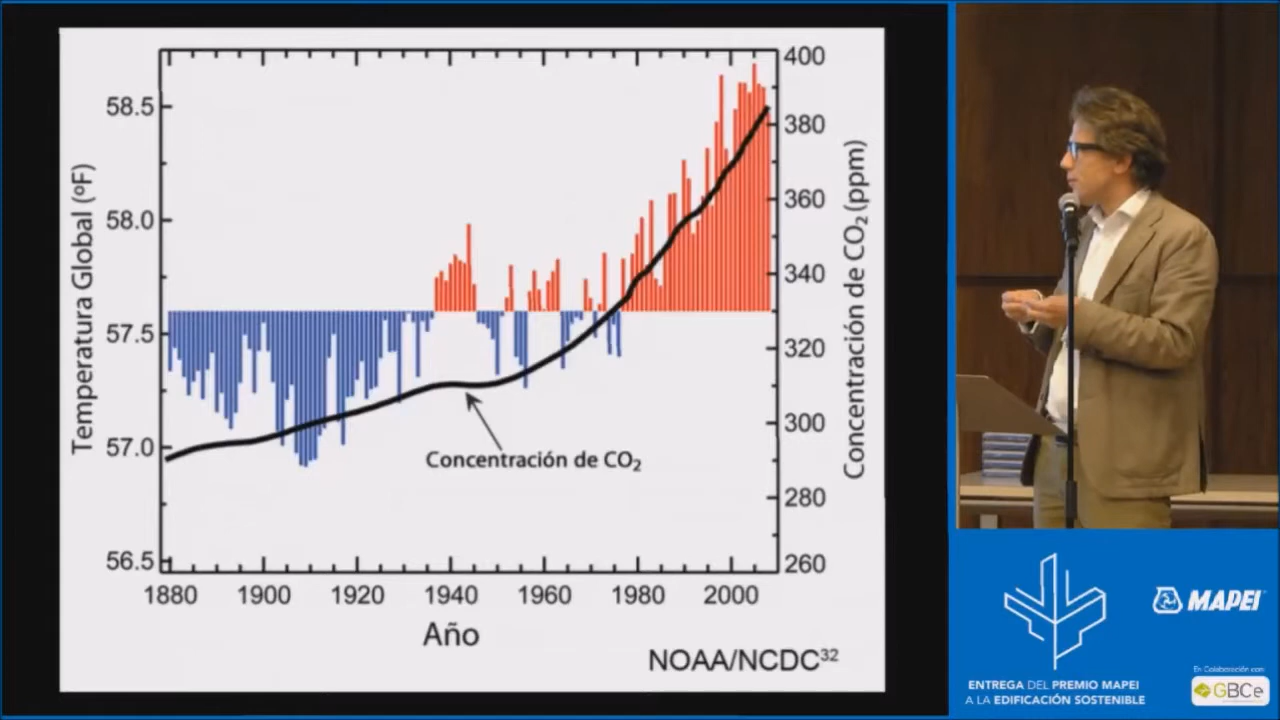 Temperatura Global (ºF)
58.5
58.0
57.5
57.0
56.5
400
380
360
340
320
300
280
260
Concentración de CO₂ (ppm)
Concentración de CO₂
1880 1900 1920 1940 1960 1980 2000
Año
NOAA/NCDC³²
MAPEI
ENTREGA DEL PREMIO MAPEI
A LA EDIFICACIÓN SOSTENIBLE
En Colaboración con:
GBCe